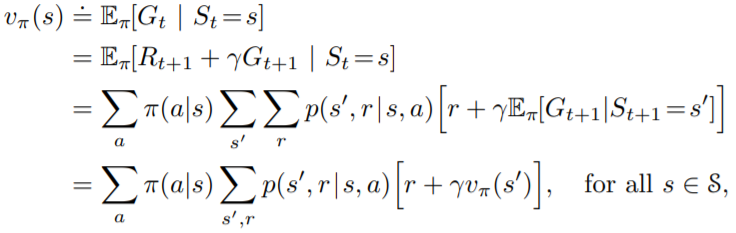 v_π(s) ≐ 𝔼_π[G_t | S_t=s]
= 𝔼_π[R_{t+1} + γG_{t+1} | S_t=s]
= ∑_a π(a|s) ∑_{s'} ∑_r p(s', r|s, a) [r + γ𝔼_π[G_{t+1}|S_{t+1}=s']]
= ∑_a π(a|s) ∑_{s',r} p(s', r|s, a) [r + γv_π(s')], for all s ∈ 𝒮,